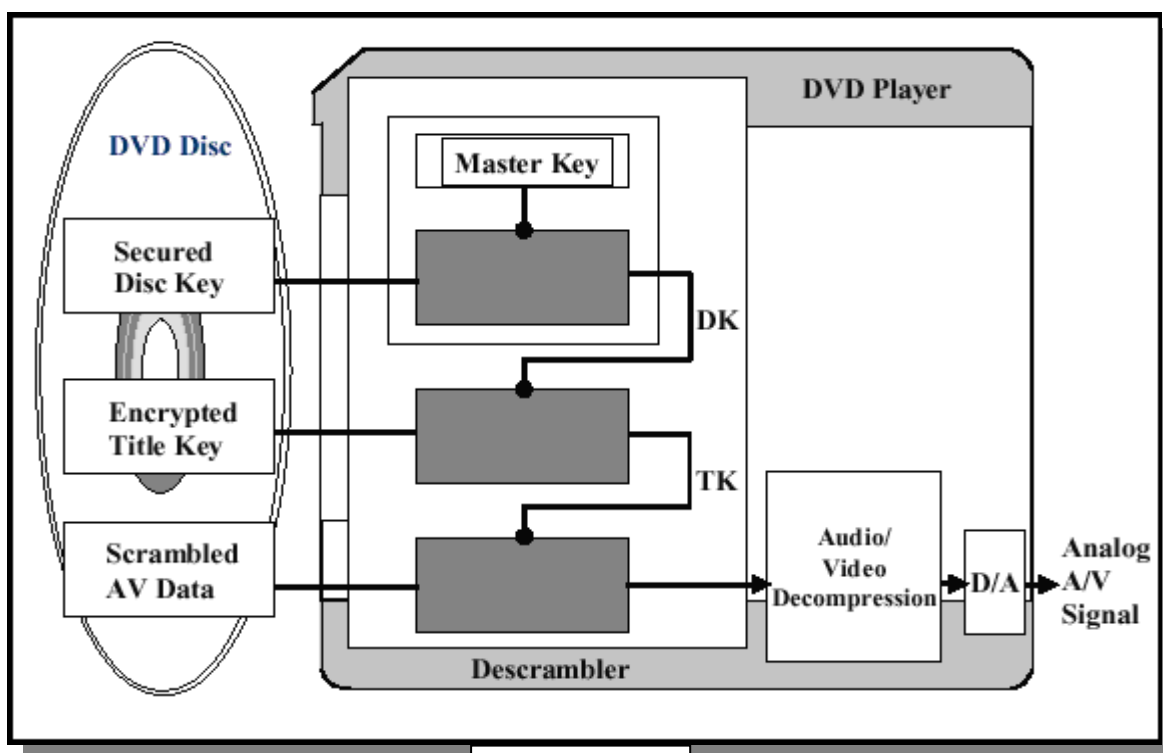 DVD Player
DVD Disc
Master Key
Secured
Disc Key
DK
Encrypted
Title Key
TK
Scrambled
AV Data
Audio/
Video
Decompression
D/A
Analog
A/V
Signal
Descrambler